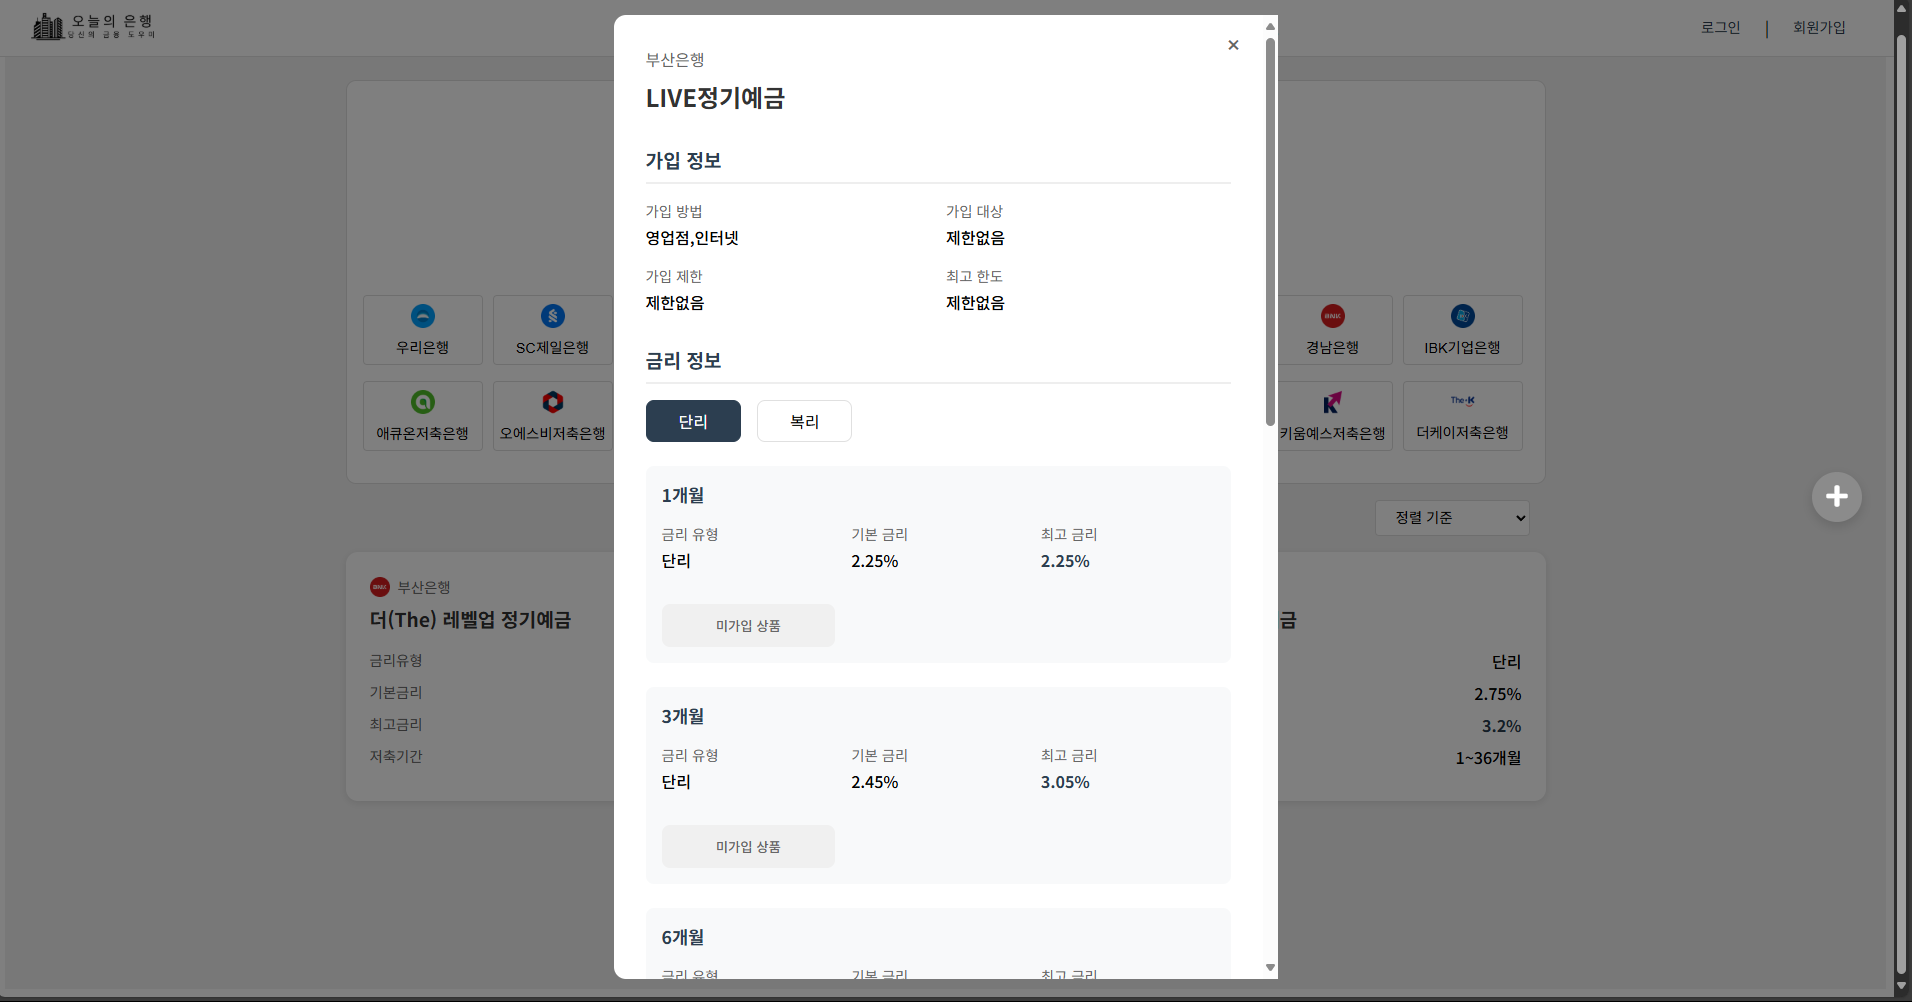 오늘의 은행
당신의 금융 도우미
로그인 | 회원가입
우리은행
SC제일은행
경남은행
IBK기업은행
애큐온저축은행
오에스비저축은행
키움예스저축은행
더케이저축은행
정렬 기준
부산은행
더(The) 레벨업 정기예금
금리유형
기본금리
최고금리
저축기간
금
단리
2.75%
3.2%
1~36개월
×
부산은행
LIVE정기예금
가입 정보
가입 방법
영업점,인터넷
가입 대상
제한없음
가입 제한
제한없음
최고 한도
제한없음
금리 정보
단리
복리
1개월
금리 유형
단리
기본 금리
2.25%
최고 금리
2.25%
미가입 상품
3개월
금리 유형
단리
기본 금리
2.45%
최고 금리
3.05%
미가입 상품
6개월
금리 유형
기본 금리
최고 금리